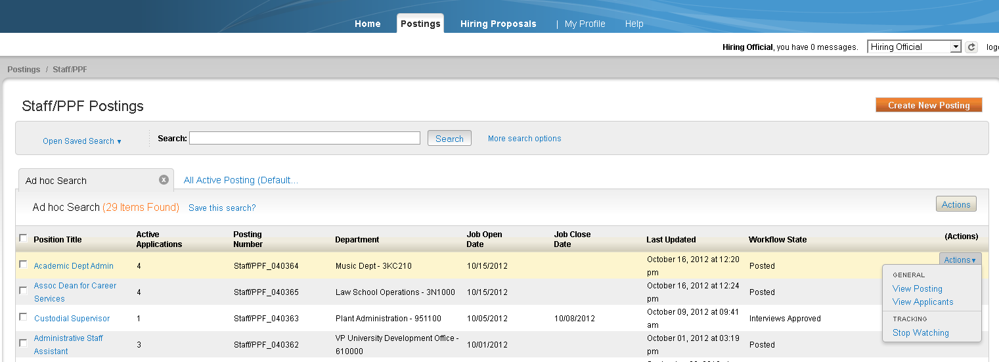 Home Postings Hiring Proposals | My Profile Help
Hiring Official, you have 0 messages. Hiring Official
Postings / Staff/PPF
Staff/PPF Postings
Create New Posting
Open Saved Search ▾ Search: Search More search options
Ad hoc Search x All Active Posting (Default...
Ad hoc Search (29 Items Found) Save this search? Actions
Position Title Active Applications Posting Number Department Job Open Date Job Close Date Last Updated Workflow State (Actions)
Academic Dept Admin 4 Staff/PPF_040364 Music Dept - 3KC210 10/15/2012 October 16, 2012 at 12:20 pm Posted Actions ▾
GENERAL
View Posting
View Applicants
TRACKING
Stop Watching
Assoc Dean for Career Services 4 Staff/PPF_040365 Law School Operations - 3N1000 10/15/2012 October 16, 2012 at 12:24 pm Posted
Custodial Supervisor 1 Staff/PPF_040363 Plant Administration - 951100 10/05/2012 10/08/2012 October 09, 2012 at 09:41 am Interviews Approved
Administrative Staff Assistant 3 Staff/PPF_040362 VP University Development Office - 610000 10/01/2012 October 01, 2012 at 03:19 pm Posted